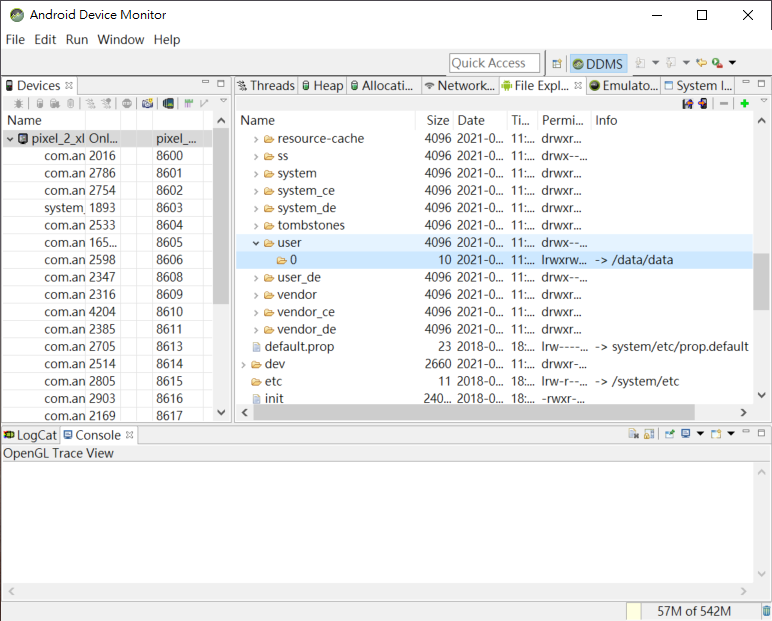 Android Device Monitor
File Edit Run Window Help
Quick Access DDMS
Devices
Name
pixel_2_xl Onl... pixel_...
com.an 2016 8600
com.an 2786 8601
com.an 2754 8602
system_ 1893 8603
com.an 2533 8604
com.an 165... 8605
com.an 2598 8606
com.an 2347 8608
com.an 2316 8609
com.an 4204 8610
com.an 2385 8611
com.an 2705 8613
com.an 2514 8614
com.an 2805 8615
com.an 2903 8616
com.an 2169 8617
Threads Heap Allocati... Network... File Expl... Emulato... System I...
Name Size Date Ti... Permi... Info
resource-cache 4096 2021-0... 11:... drwxr...
ss 4096 2021-0... 11:... drwx--...
system 4096 2021-0... 11:... drwxr...
system_ce 4096 2021-0... 11:... drwxr...
system_de 4096 2021-0... 11:... drwxr...
tombstones 4096 2021-0... 11:... drwxr...
user 4096 2021-0... 11:... drwx--...
0 10 2021-0... 11:... lrwxrw... -> /data/data
user_de 4096 2021-0... 11:... drwx--...
vendor 4096 2021-0... 11:... drwxr...
vendor_ce 4096 2021-0... 11:... drwxr...
vendor_de 4096 2021-0... 11:... drwxr...
default.prop 23 2018-0... 18:... lrw----... -> system/etc/prop.default
dev 2660 2021-0... 11:... drwxr-...
etc 11 2018-0... 18:... lrw-r--... -> /system/etc
init 240... 2018-0... 18:... -rwxr-...
LogCat Console
OpenGL Trace View
57M of 542M